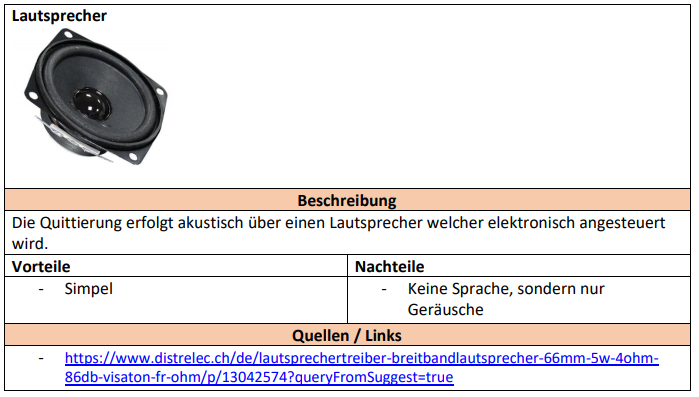 Lautsprecher
Beschreibung
Die Quittierung erfolgt akustisch über einen Lautsprecher welcher elektronisch angesteuert
wird.
Vorteile
- Simpel
Nachteile
- Keine Sprache, sondern nur
Geräusche
Quellen / Links
- https://www.distrelec.ch/de/lautsprechertreiber-breitbandlautsprecher-66mm-5w-4ohm-
86db-visaton-fr-ohm/p/13042574?queryFromSuggest=true